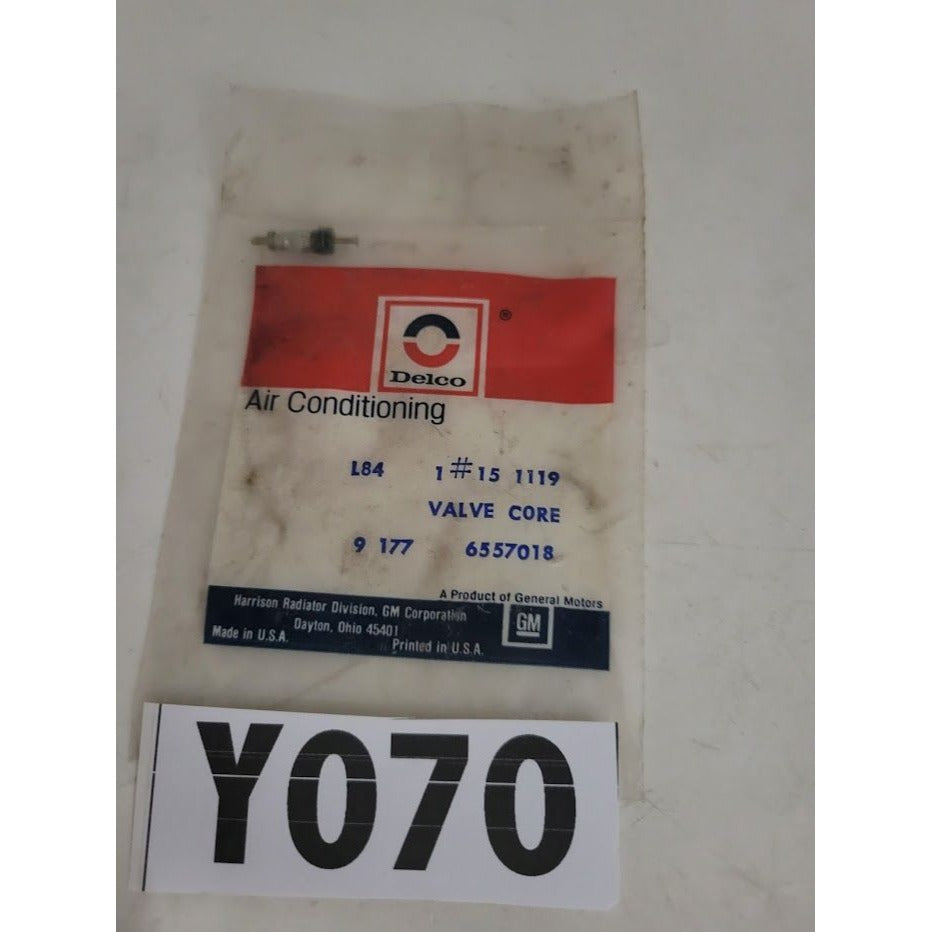 ®
Delco
Air Conditioning
L84 1#15 1119
VALVE CORE
9 177 6557018
A Product of General Motors
Harrison Radiator Division, GM Corporation
Dayton, Ohio 45401
GM
Made in U.S.A.
Printed in U.S.A.
Y070